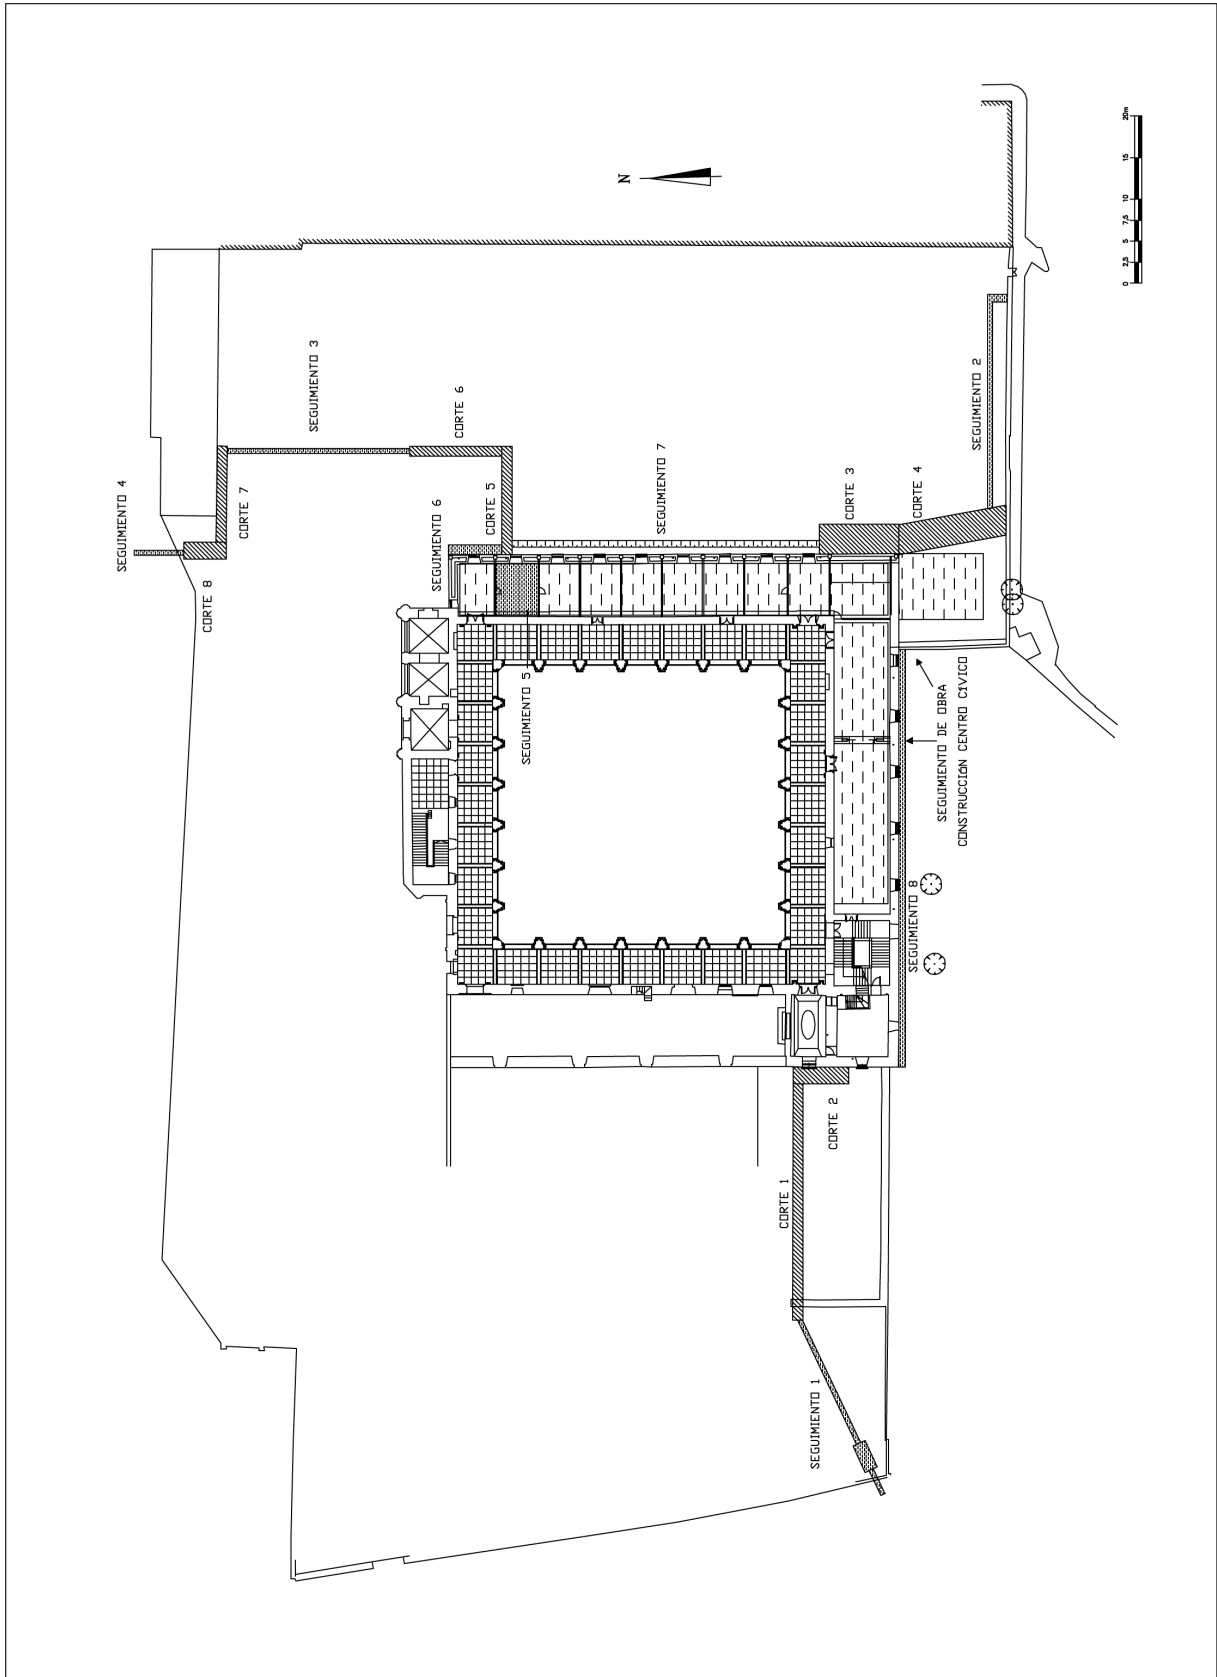 SEGUIMIENTO 4
CORTE 8
CORTE 7
SEGUIMIENTO 3
CORTE 6
SEGUIMIENTO 6
CORTE 5
SEGUIMIENTO 5
SEGUIMIENTO 7
CORTE 3
CORTE 4
SEGUIMIENTO 2
SEGUIMIENTO DE OBRA
CONSTRUCCIÓN CENTRO CÍVICO
SEGUIMIENTO 8
CORTE 2
CORTE 1
SEGUIMIENTO 1
N
0 2,5 5 7,5 10 15 20m